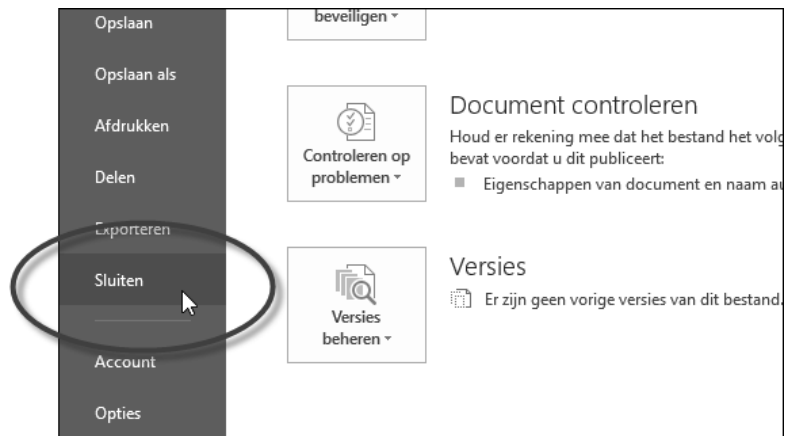 Opslaan
Opslaan als
Afdrukken
Delen
Exporteren
Sluiten
Account
Opties
beveiligen
Controleren op
problemen
Document controleren
Houd er rekening mee dat het bestand het volg
bevat voordat u dit publiceert:
Eigenschappen van document en naam au
Versies
beheren
Versies
Er zijn geen vorige versies van dit bestand.